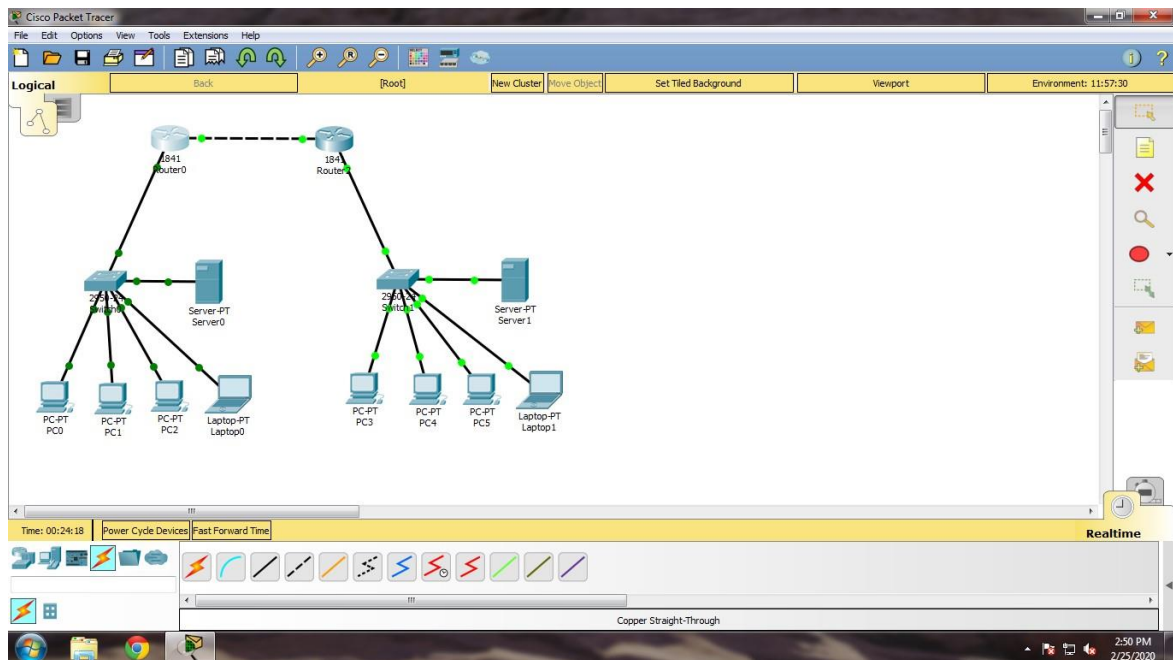 Cisco Packet Tracer
File Edit Options View Tools Extensions Help
Logical
Back
[Root]
New Cluster
Move Object
Set Tiled Background
Viewport
Environment: 11:57:30
1841
Router0
1841
2950-24
Server-PT
Server0
Server-PT
Server1
PC-PT
PC0
PC-PT
PC1
PC-PT
PC2
Laptop-PT
Laptop0
PC-PT
PC3
PC-PT
PC4
PC-PT
PC5
Laptop-PT
Laptop1
Time: 00:24:18
Power Cycle Devices
Fast Forward Time
Realtime
Copper Straight-Through
2:50 PM
2/25/2020